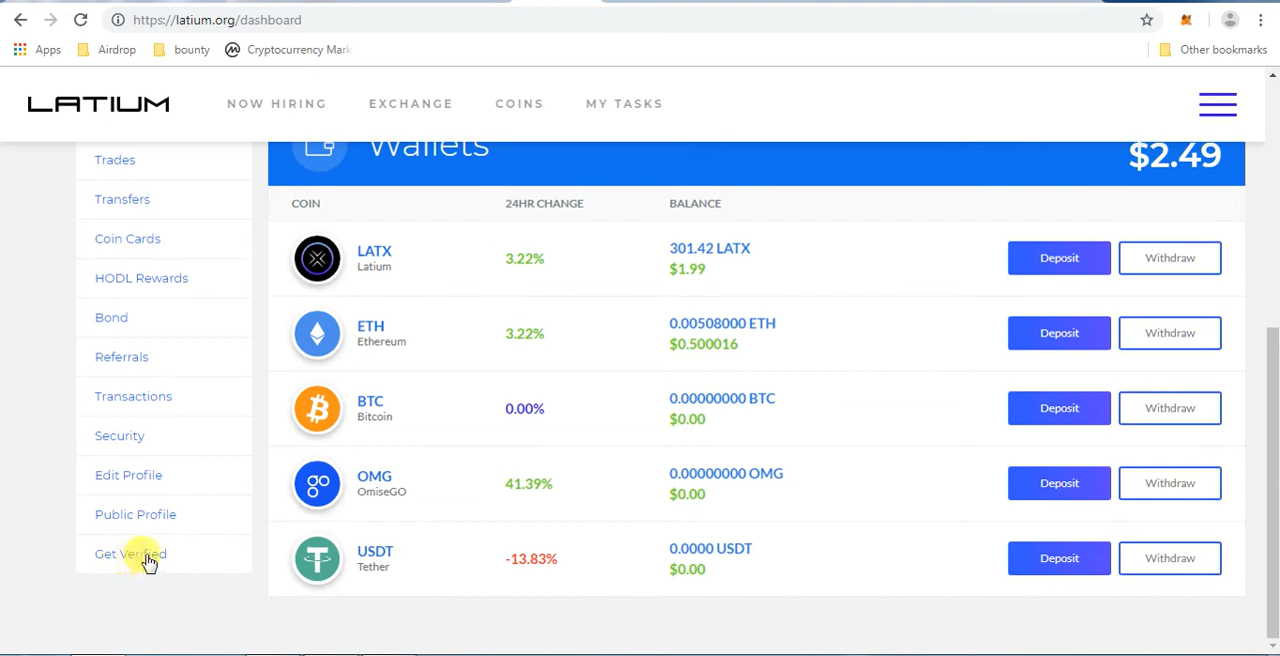 https://latium.org/dashboard
Apps Airdrop bounty Cryptocurrency Mark Other bookmarks
LATIUM NOW HIRING EXCHANGE COINS MY TASKS
Wallets $2.49
Trades
Transfers
Coin Cards
HODL Rewards
Bond
Referrals
Transactions
Security
Edit Profile
Public Profile
Get Verified
COIN 24HR CHANGE BALANCE
LATX
Latium
3.22%
301.42 LATX
$1.99
Deposit Withdraw
ETH
Ethereum
3.22%
0.00508000 ETH
$0.500016
Deposit Withdraw
BTC
Bitcoin
0.00%
0.00000000 BTC
$0.00
Deposit Withdraw
OMG
OmiseGO
41.39%
0.00000000 OMG
$0.00
Deposit Withdraw
USDT
Tether
-13.83%
0.0000 USDT
$0.00
Deposit Withdraw